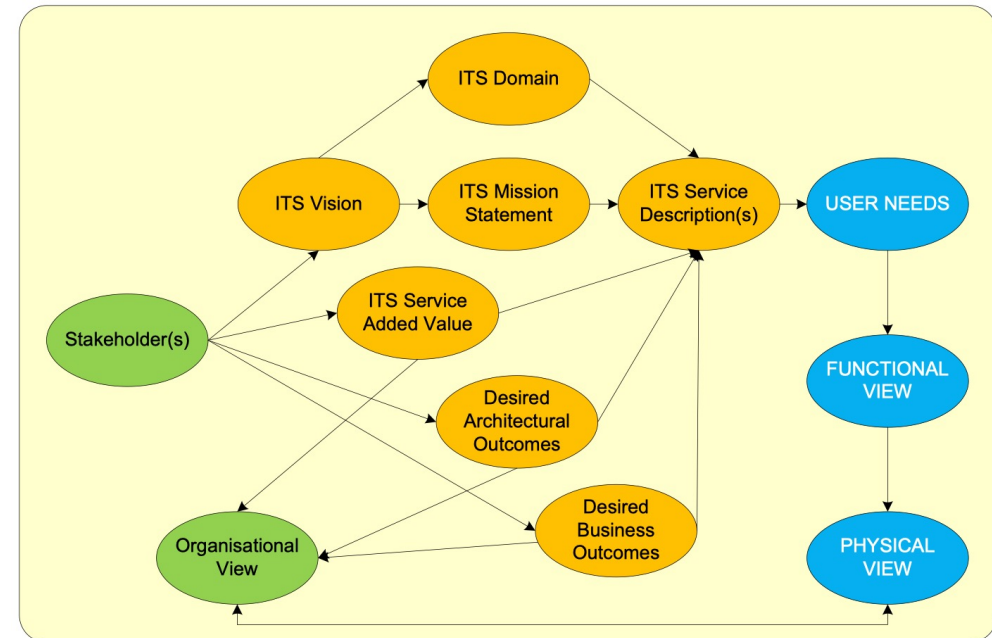 ITS Domain
ITS Vision
ITS Mission
Statement
ITS Service
Description(s)
USER NEEDS
ITS Service
Added Value
Stakeholder(s)
Desired
Architectural
Outcomes
FUNCTIONAL
VIEW
Desired
Business
Outcomes
Organisational
View
PHYSICAL
VIEW